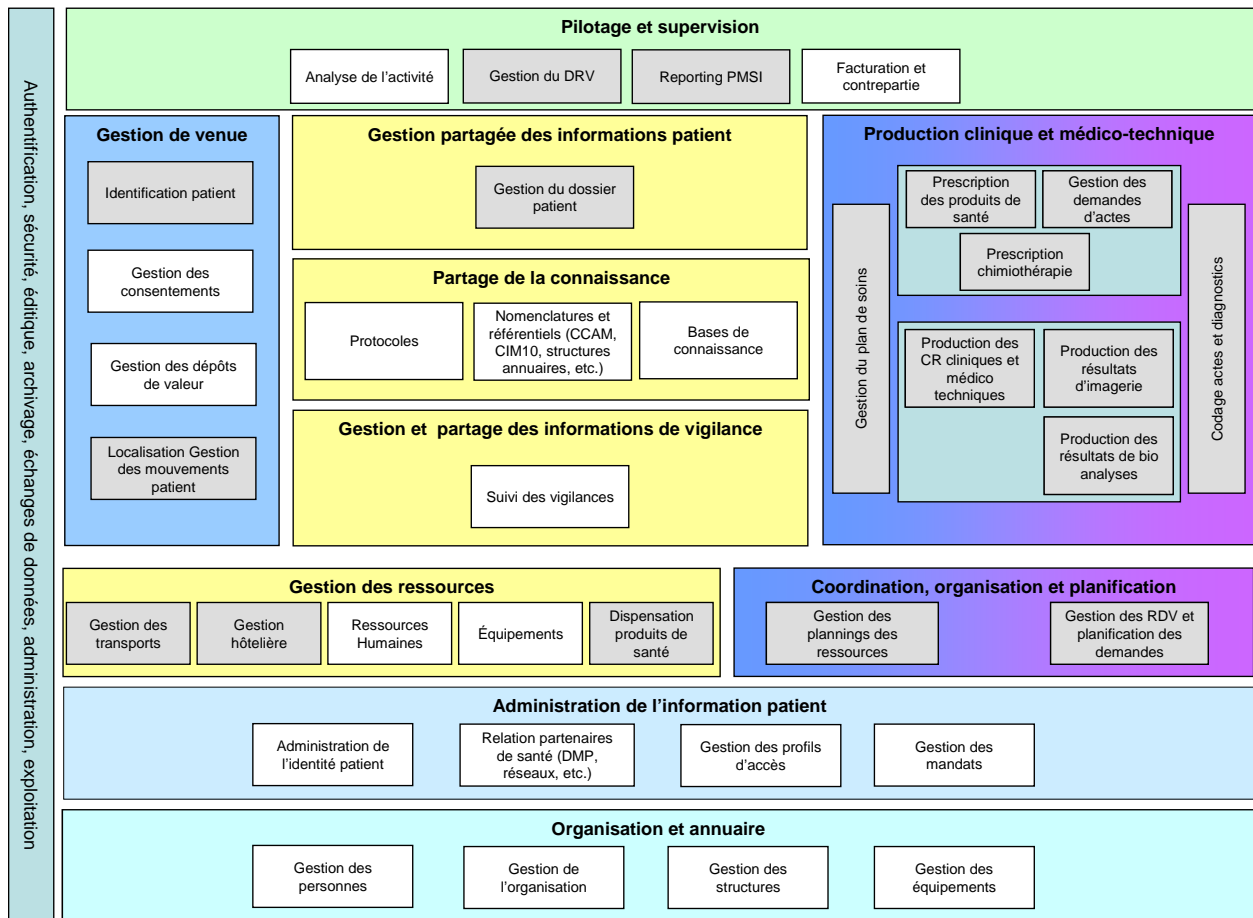 Authentification, sécurité, éditique, archivage, échanges de données, administration, exploitation
Pilotage et supervision
Analyse de l'activité
Gestion du DRV
Reporting PMSI
Facturation et
contrepartie
Gestion de venue
Identification patient
Gestion des
consentements
Gestion des dépôts
de valeur
Localisation Gestion
des mouvements
patient
Gestion partagée des informations patient
Gestion du dossier
patient
Partage de la connaissance
Protocoles
Nomenclatures et
référentiels (CCAM,
CIM10, structures
annuaires, etc.)
Bases de
connaissance
Gestion et partage des informations de vigilance
Suivi des vigilances
Production clinique et médico-technique
Gestion du plan de soins
Prescription
des produits de
santé
Gestion des
demandes
d'actes
Prescription
chimiothérapie
Production des
CR cliniques et
médico
techniques
Production des
résultats
d'imagerie
Production des
résultats de bio
analyses
Codage actes et diagnostics
Gestion des ressources
Gestion des
transports
Gestion
hôtelière
Ressources
Humaines
Équipements
Dispensation
produits de
santé
Coordination, organisation et planification
Gestion des
plannings des
ressources
Gestion des RDV et
planification des
demandes
Administration de l'information patient
Administration de
l'identité patient
Relation partenaires
de santé (DMP,
réseaux, etc.)
Gestion des profils
d'accès
Gestion des
mandats
Organisation et annuaire
Gestion des
personnes
Gestion de
l'organisation
Gestion des
structures
Gestion des
équipements